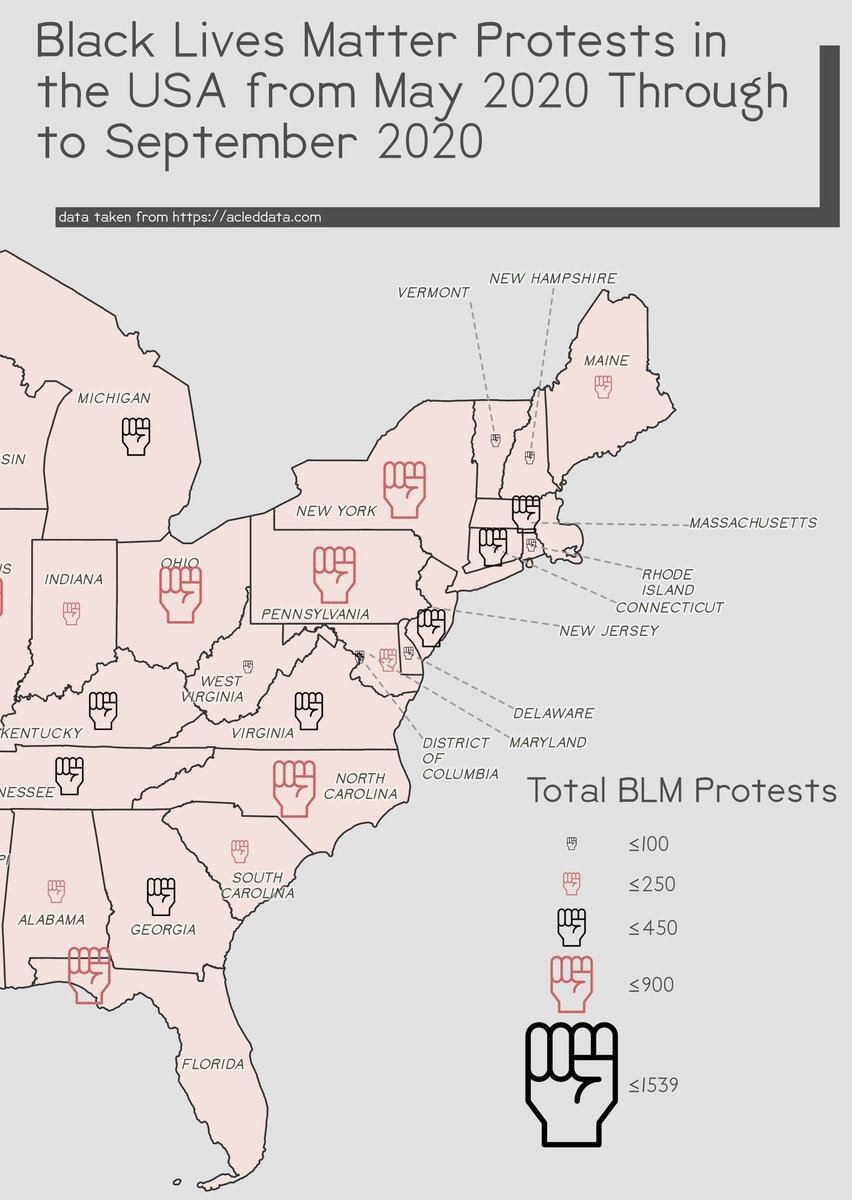 Black Lives Matter Protests in
the USA from May 2020 Through
to September 2020
data taken from https://acleddata.com
NEW HAMPSHIRE
VERMONT
MAINE
MICHIGAN
SIN
NEW YORK
MASSACHUSETTS
OHIO
S
INDIANA
RHODE
ISLAND
CONNECTICUT
PENNSYLVANIA
NEW JERSEY
WEST
VIRGINIA
DELAWARE
KENTUCKY
VIRGINIA
MARYLAND
DISTRICT
OF
COLUMBIA
NESSEE
NORTH
CAROLINA
PI
SOUTH
CAROLINA
ALABAMA
GEORGIA
FLORIDA
Total BLM Protests
≤100
≤250
≤450
≤900
≤1539